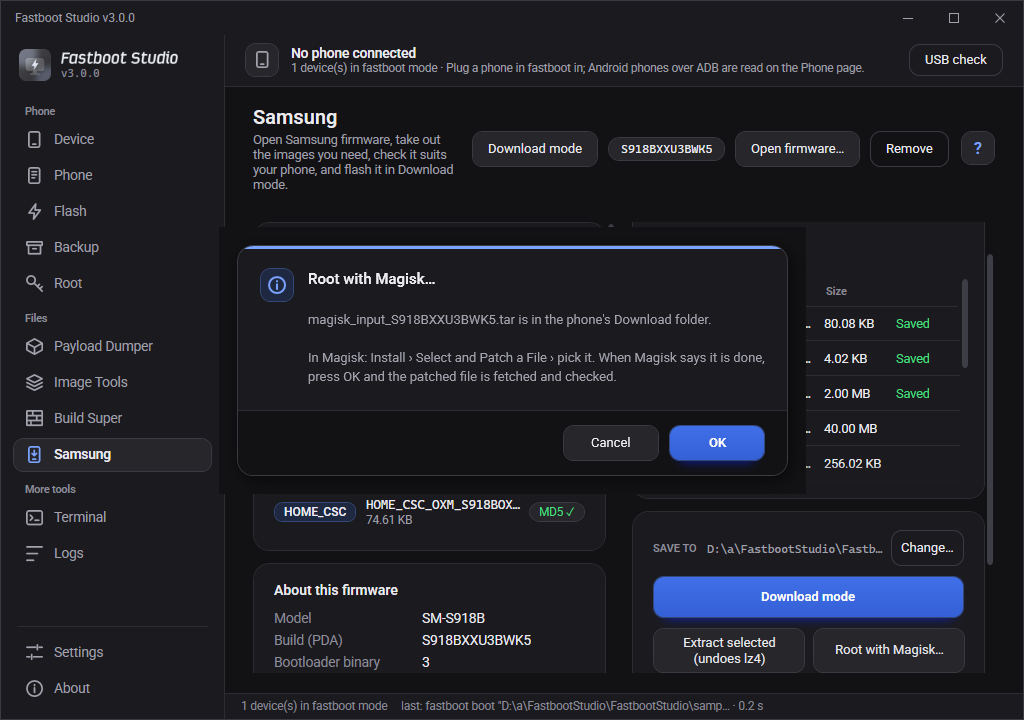 Fastboot Studio v3.0.0
Fastboot Studio
v3.0.0
No phone connected
1 device(s) in fastboot mode · Plug a phone in fastboot in; Android phones over ADB are read on the Phone page.
USB check
Phone
Device
Phone
Flash
Backup
Root
Files
Payload Dumper
Image Tools
Build Super
Samsung
More tools
Terminal
Logs
Settings
About
Samsung
Open Samsung firmware, take out
the images you need, check it suits
your phone, and flash it in Download
mode.
Download mode
S918BXXU3BWK5
Open firmware…
Remove
?
Root with Magisk…
magisk_input_S918BXXU3BWK5.tar is in the phone's Download folder.
In Magisk: Install › Select and Patch a File › pick it. When Magisk says it is done,
press OK and the patched file is fetched and checked.
Cancel
OK
Size
80.08 KB Saved
4.02 KB Saved
2.00 MB Saved
40.00 MB
256.02 KB
HOME_CSC
HOME_CSC_OXM_S918BOX…
74.61 KB
MD5 ✓
About this firmware
Model SM-S918B
Build (PDA) S918BXXU3BWK5
Bootloader binary 3
SAVE TO D:\a\FastbootStudio\Fastb…
Change…
Download mode
Extract selected
(undoes lz4)
Root with Magisk…
1 device(s) in fastboot mode last: fastboot boot "D:\a\FastbootStudio\FastbootStudio\samp… · 0.2 s